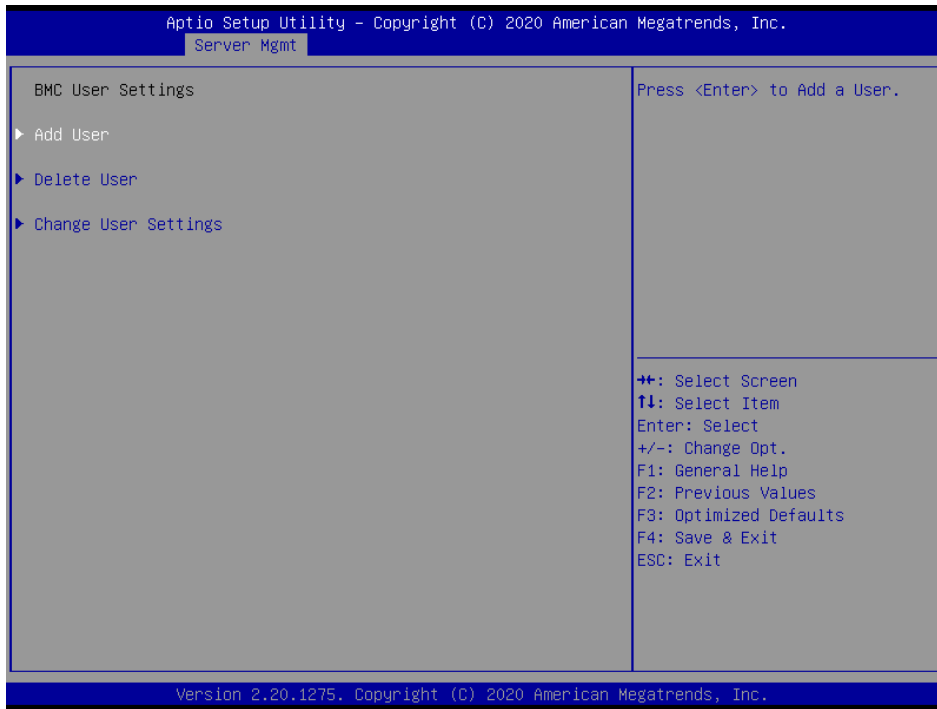 Aptio Setup Utility – Copyright (C) 2020 American Megatrends, Inc.
Server Mgmt
BMC User Settings
Add User
Delete User
Change User Settings
Press <Enter> to Add a User.
→←: Select Screen
↑↓: Select Item
Enter: Select
+/-: Change Opt.
F1: General Help
F2: Previous Values
F3: Optimized Defaults
F4: Save & Exit
ESC: Exit
Version 2.20.1275. Copyright (C) 2020 American Megatrends, Inc.